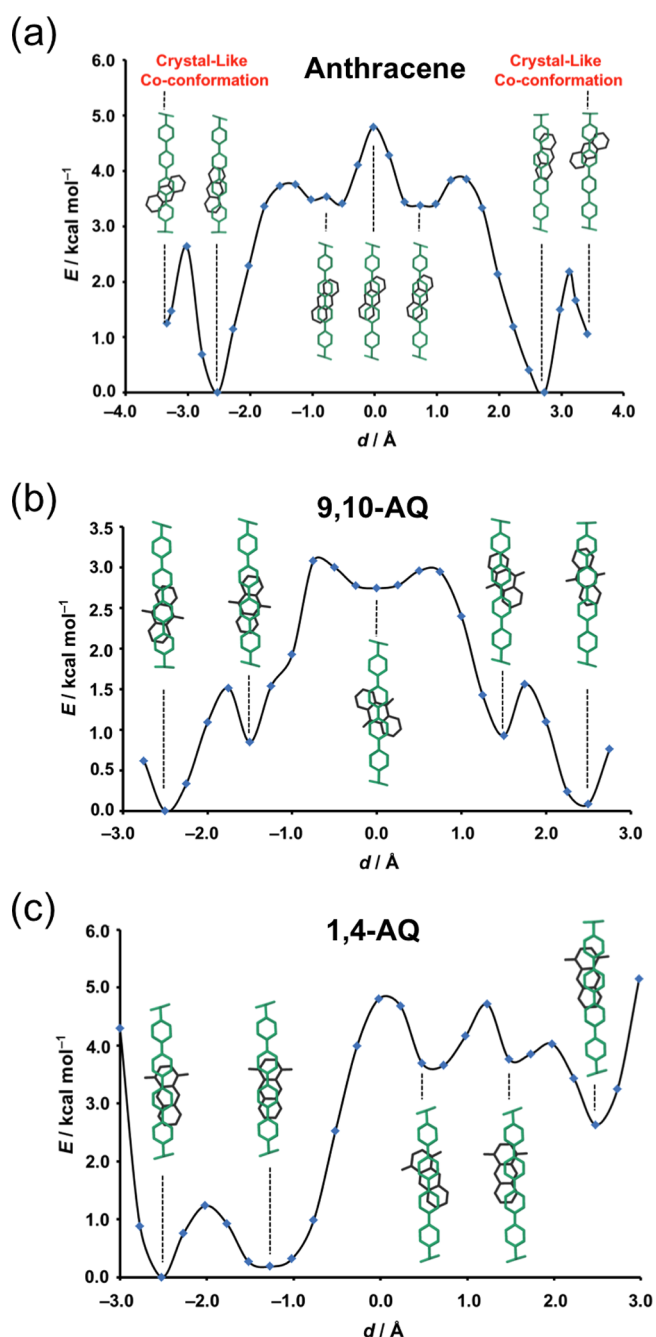 (a)
Crystal-Like
Co-conformation
Anthracene
Crystal-Like
Co-conformation
E / kcal mol⁻¹
6.0
5.0
4.0
3.0
2.0
1.0
0.0
–4.0 –3.0 –2.0 –1.0 0.0 1.0 2.0 3.0 4.0
d / Å
(b)
9,10-AQ
E / kcal mol⁻¹
3.5
3.0
2.5
2.0
1.5
1.0
0.5
0.0
–3.0 –2.0 –1.0 0.0 1.0 2.0 3.0
d / Å
(c)
1,4-AQ
E / kcal mol⁻¹
6.0
5.0
4.0
3.0
2.0
1.0
0.0
–3.0 –2.0 –1.0 0.0 1.0 2.0 3.0
d / Å